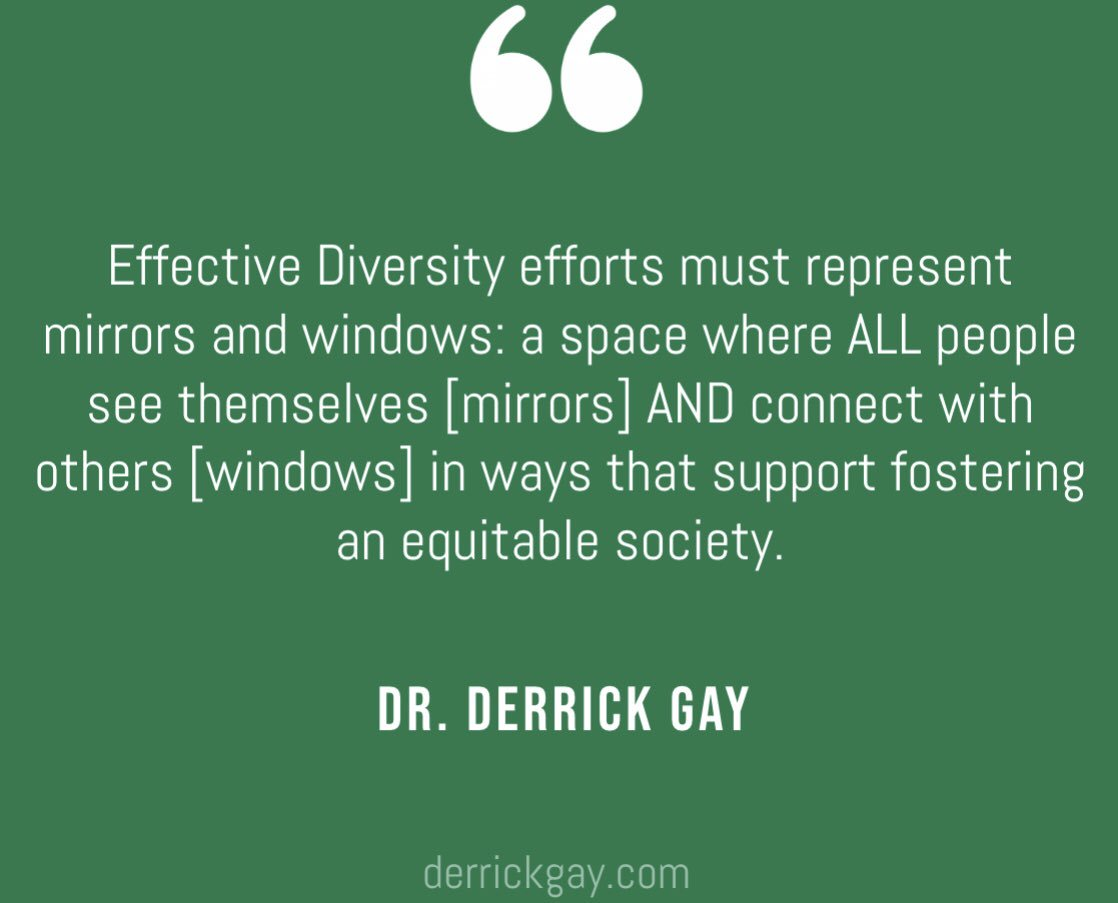 “
Effective Diversity efforts must represent
mirrors and windows: a space where ALL people
see themselves [mirrors] AND connect with
others [windows] in ways that support fostering
an equitable society.
DR. DERRICK GAY
derrickgay.com